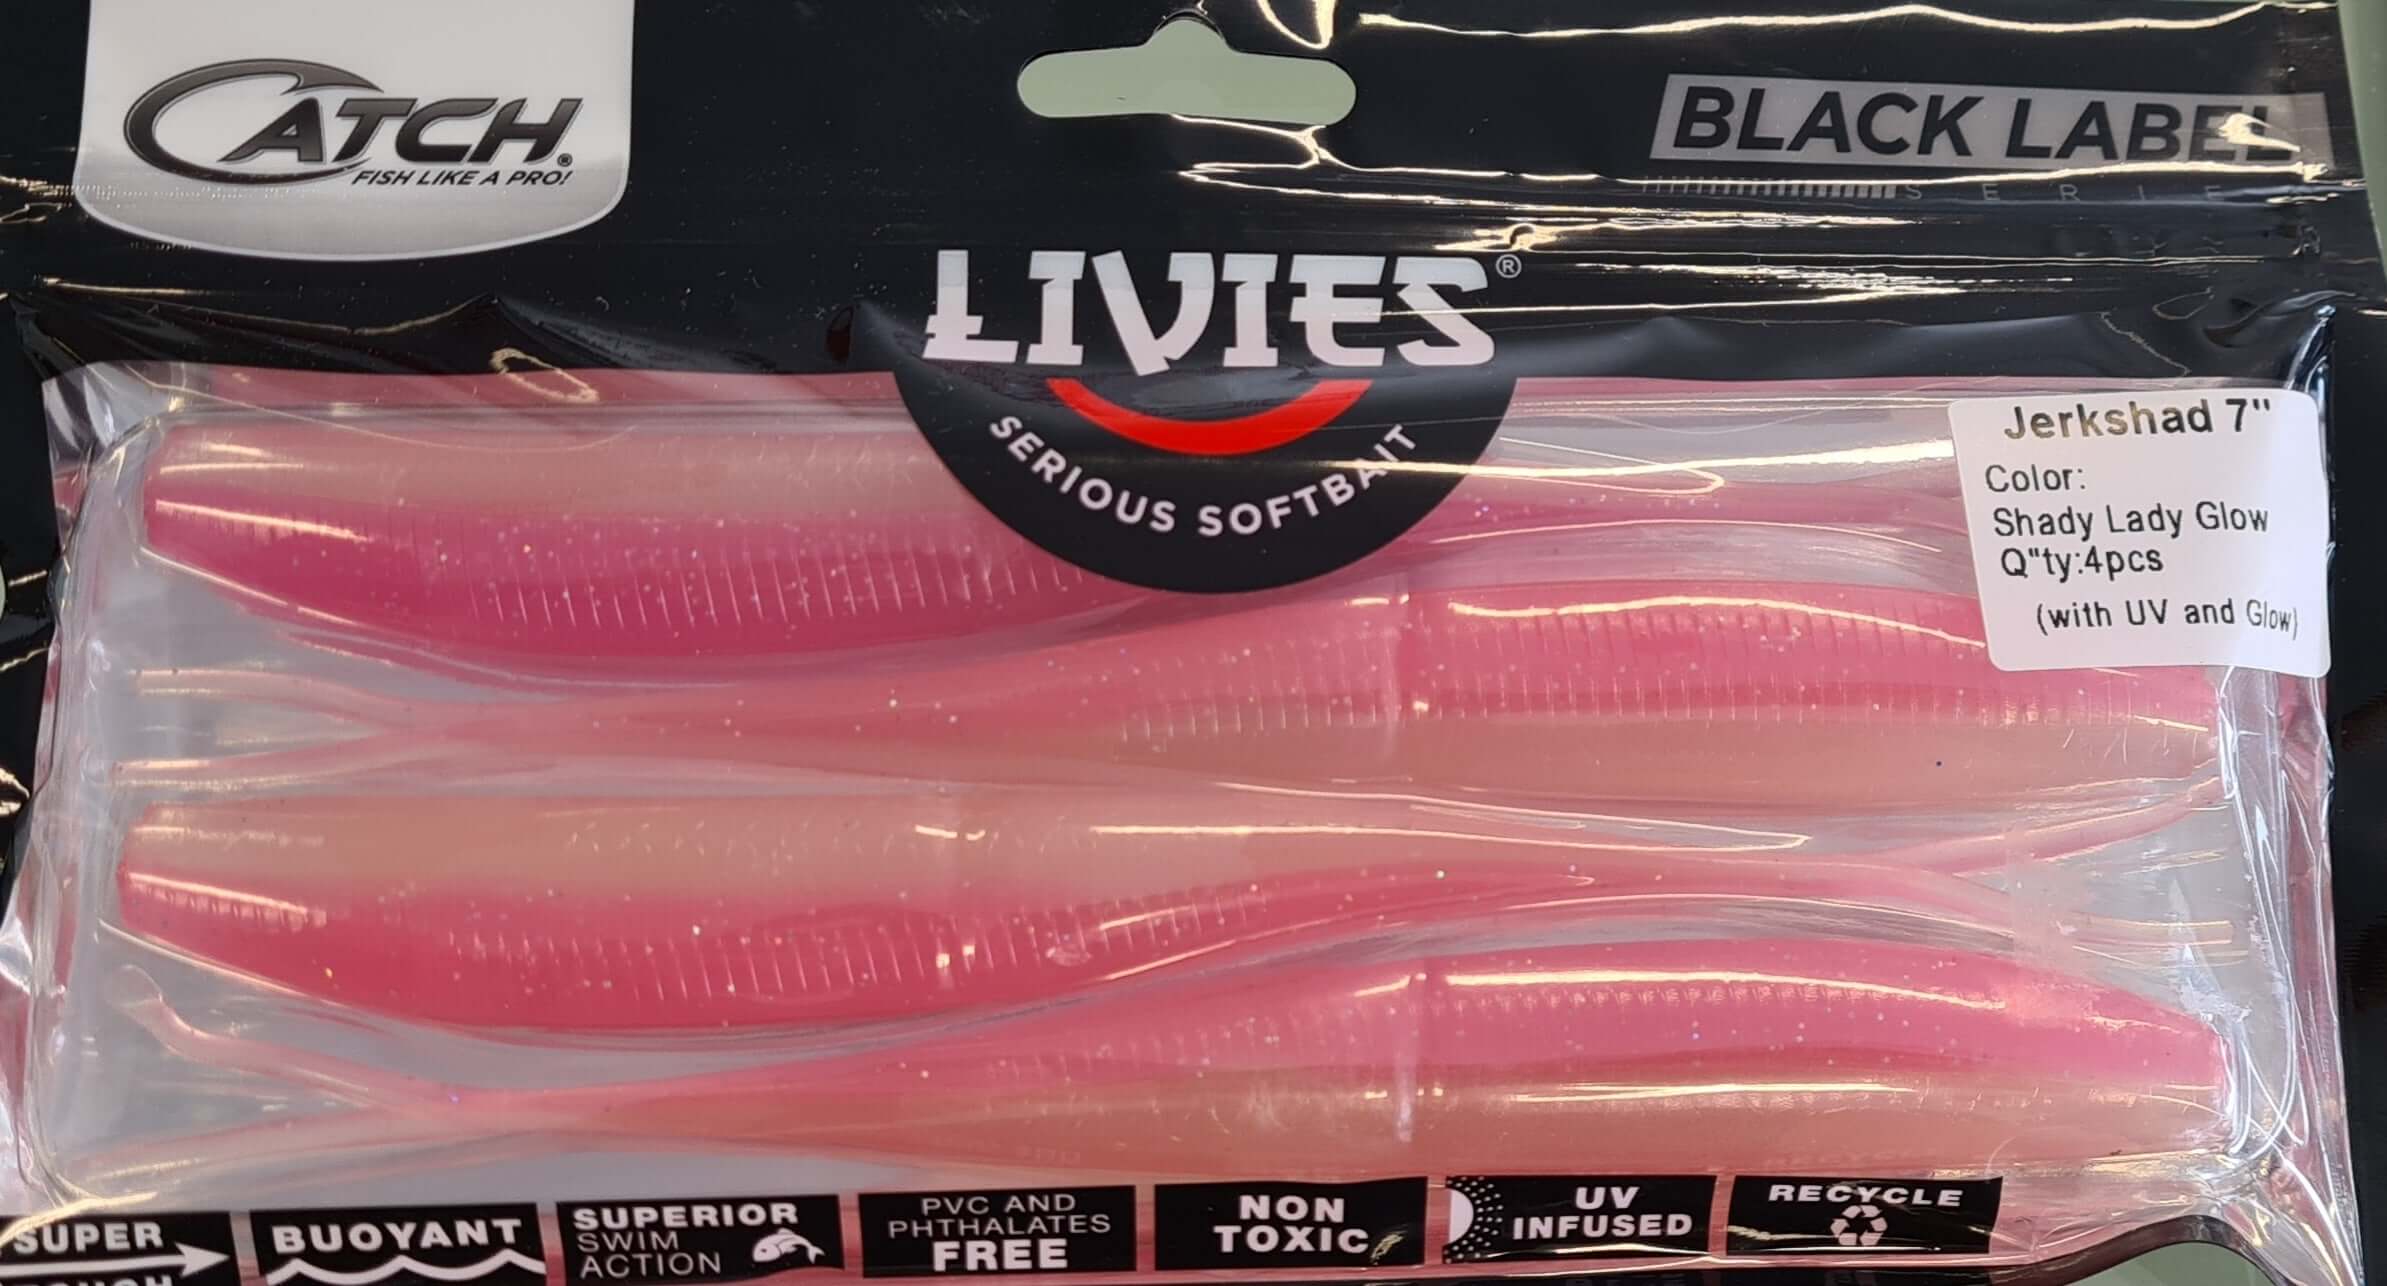 CATCH®
FISH LIKE A PRO!
BLACK LABEL
SERIE
LIVIES®
SERIOUS SOFTBAIT
Jerkshad 7"
Color:
Shady Lady Glow
Q"ty:4pcs
(with UV and Glow)
SUPER
BUOYANT
SUPERIOR
SWIM
ACTION
PVC AND
PHTHALATES
FREE
NON
TOXIC
UV
INFUSED
RECYCLE